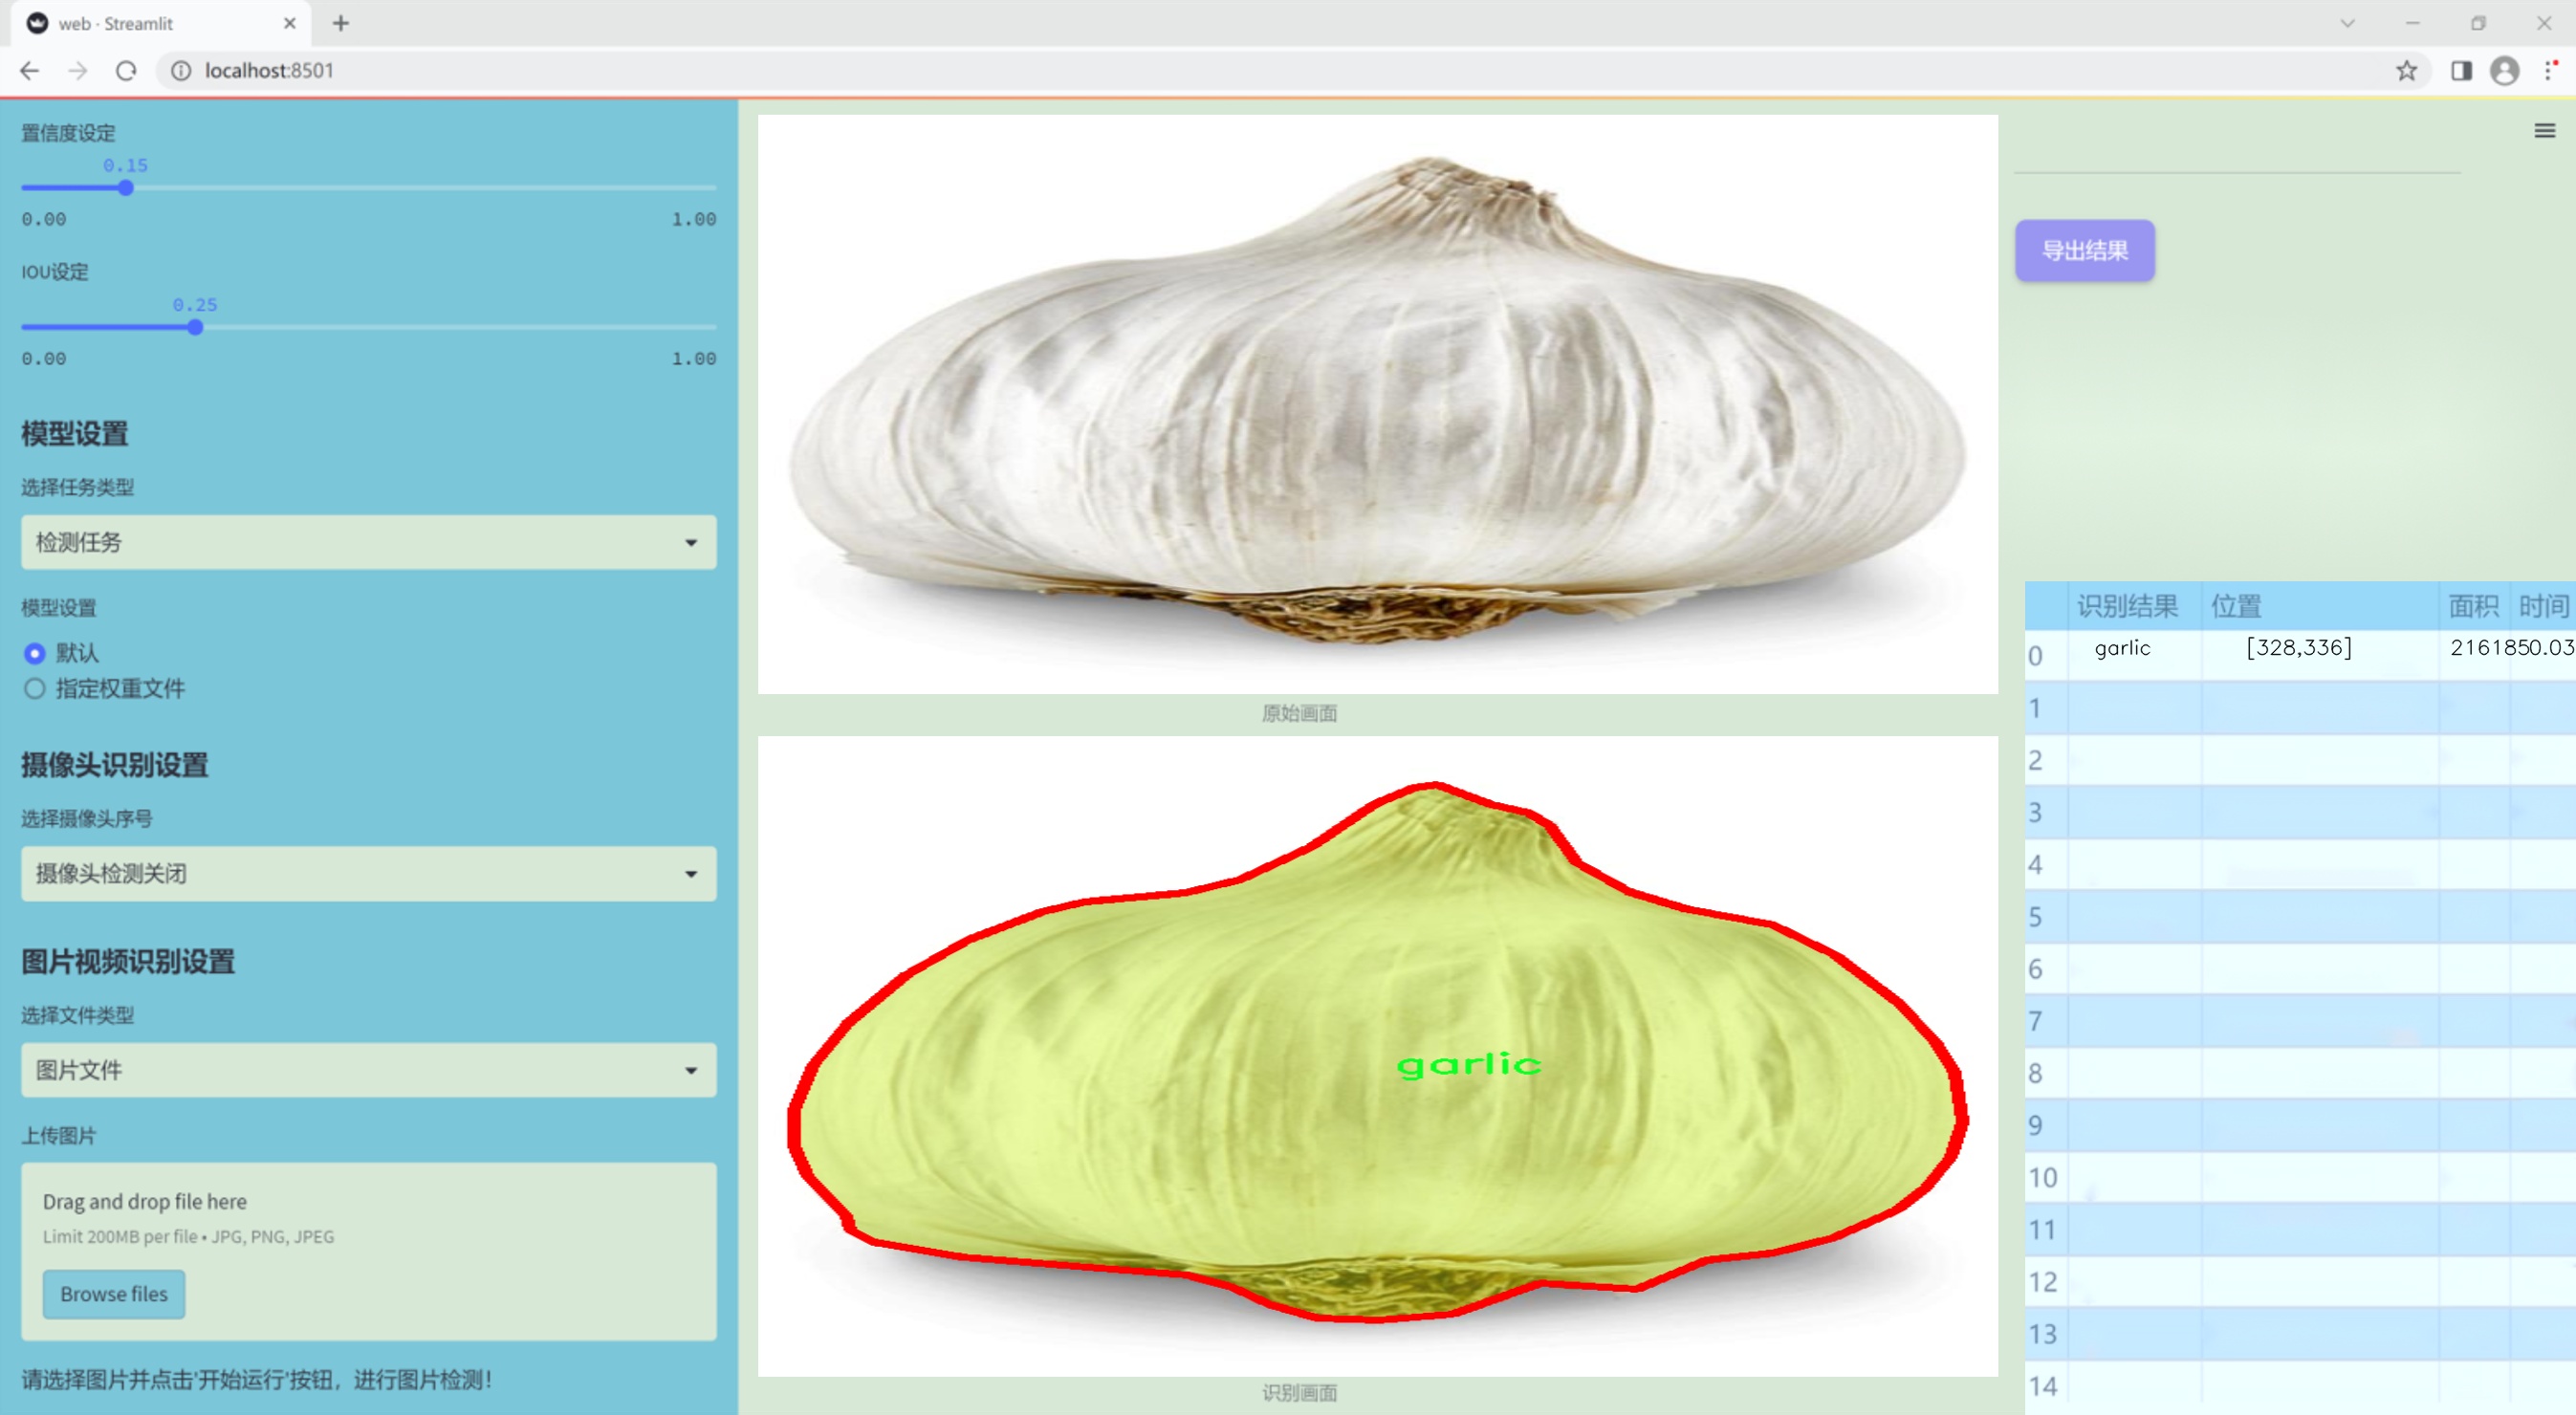 web · Streamlit
localhost:8501
置信度设定
0.15
0.00 1.00
IOU设定
0.25
0.00 1.00
模型设置
选择任务类型
检测任务
模型设置
默认
指定权重文件
摄像头识别设置
选择摄像头序号
摄像头检测关闭
图片视频识别设置
选择文件类型
图片文件
上传图片
Drag and drop file here
Limit 200MB per file • JPG, PNG, JPEG
Browse files
请选择图片并点击'开始运行'按钮，进行图片检测！
原始画面
garlic
识别画面
导出结果
识别结果 位置 面积 时间
0 garlic [328,336] 2161850.03
1
2
3
4
5
6
7
8
9
10
11
12
13
14